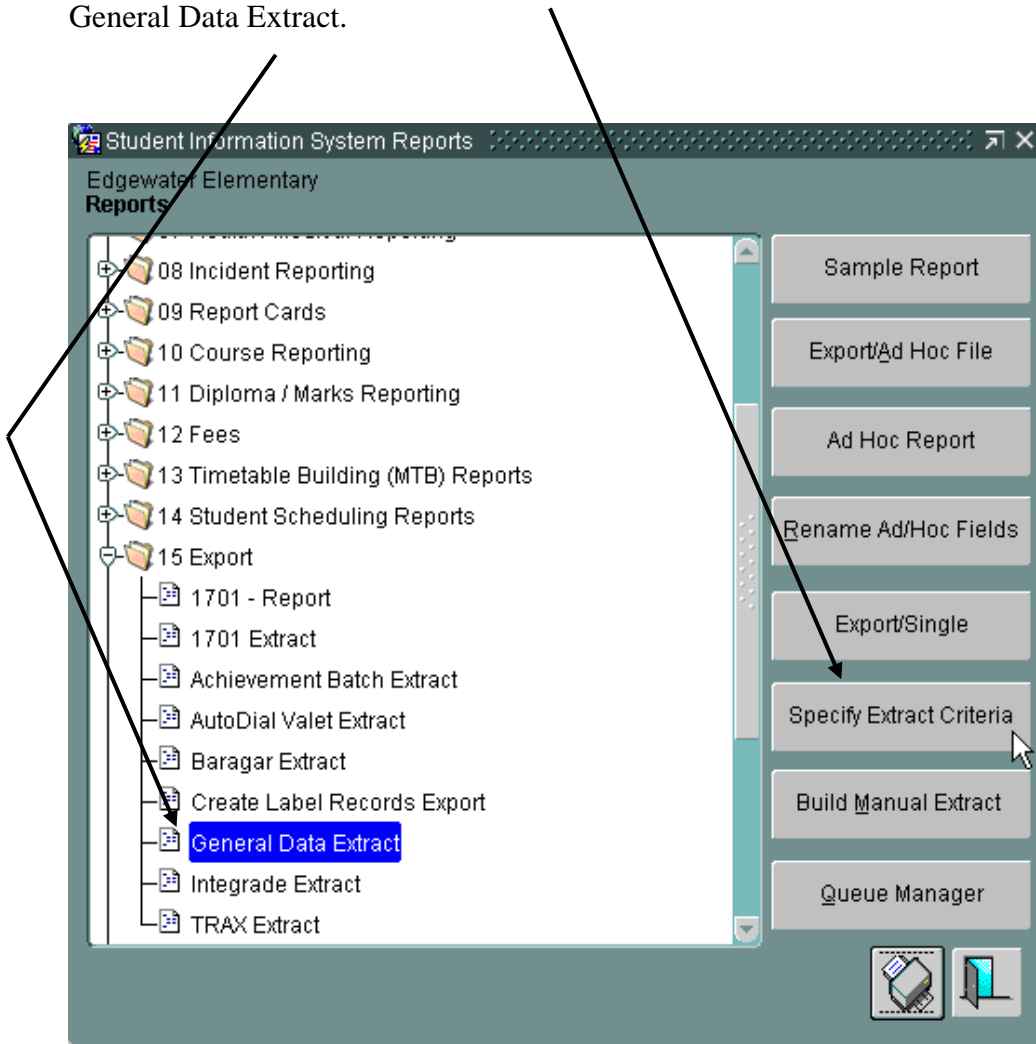 General Data Extract.
Student Information System Reports
Edgewater Elementary
Reports
08 Incident Reporting
09 Report Cards
10 Course Reporting
11 Diploma / Marks Reporting
12 Fees
13 Timetable Building (MTB) Reports
14 Student Scheduling Reports
15 Export
1701 - Report
1701 Extract
Achievement Batch Extract
AutoDial Valet Extract
Baragar Extract
Create Label Records Export
General Data Extract
Integrade Extract
TRAX Extract
Sample Report
Export/Ad Hoc File
Ad Hoc Report
Rename Ad/Hoc Fields
Export/Single
Specify Extract Criteria
Build Manual Extract
Queue Manager